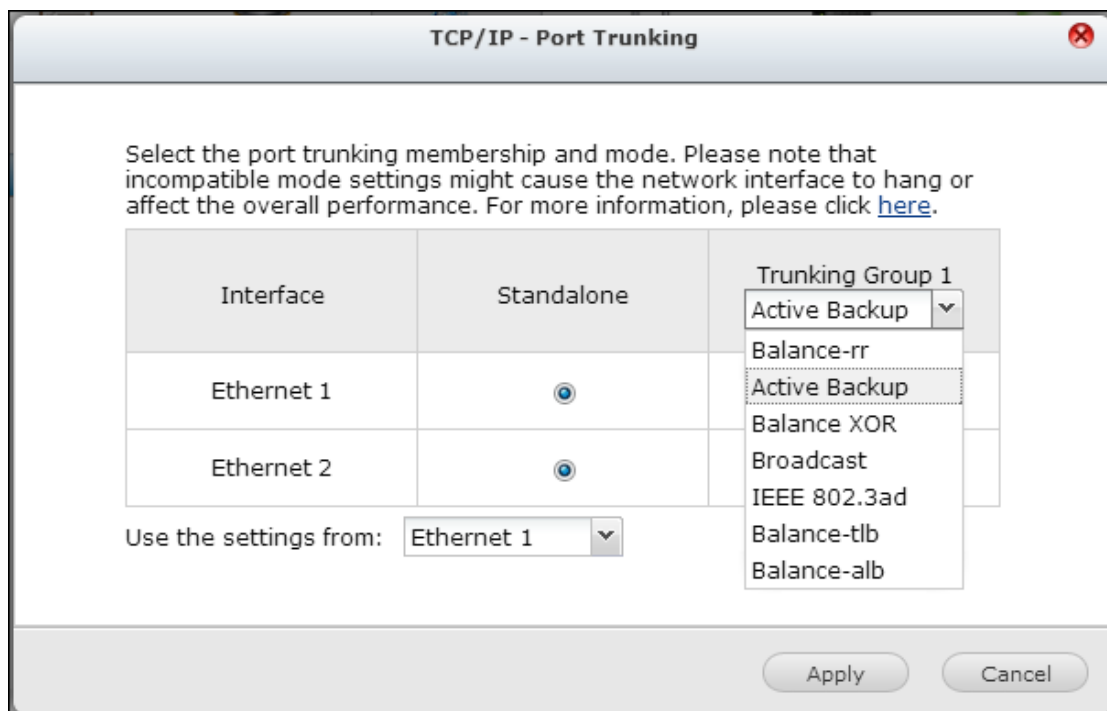 TCP/IP - Port Trunking
Select the port trunking membership and mode. Please note that
incompatible mode settings might cause the network interface to hang or
affect the overall performance. For more information, please click here.
Interface
Standalone
Trunking Group 1
Active Backup
Balance-rr
Active Backup
Balance XOR
Broadcast
IEEE 802.3ad
Balance-tlb
Balance-alb
Ethernet 1
Ethernet 2
Use the settings from: Ethernet 1
Apply
Cancel